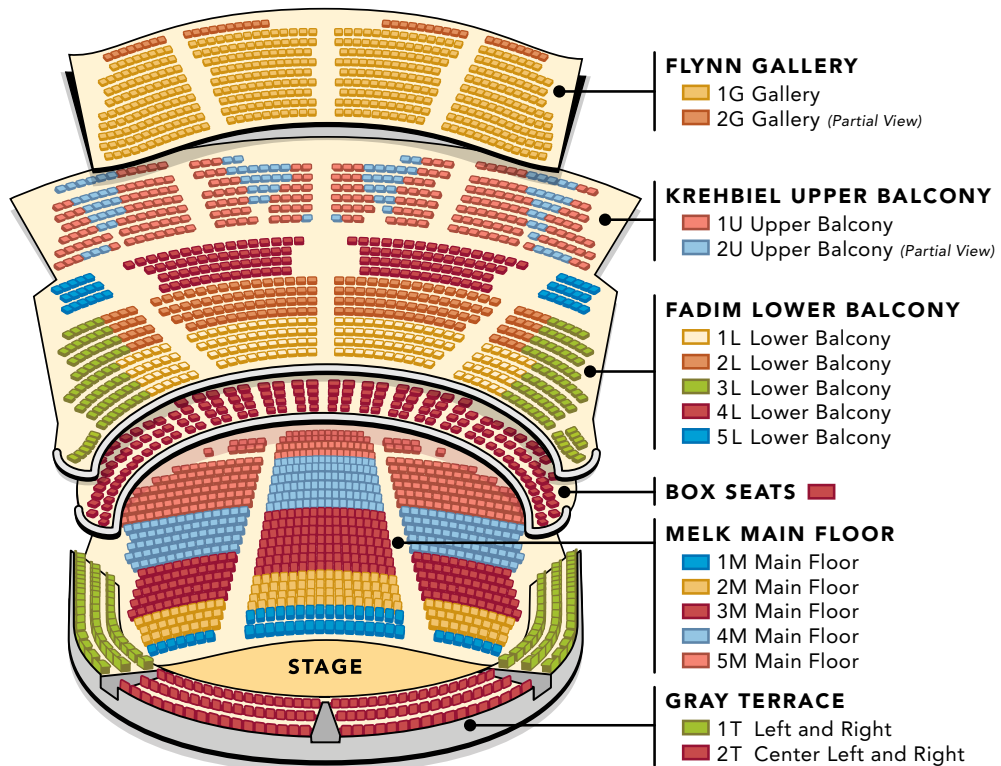 FLYNN GALLERY
1G Gallery
2G Gallery (Partial View)
KREHBIEL UPPER BALCONY
1U Upper Balcony
2U Upper Balcony (Partial View)
FADIM LOWER BALCONY
1L Lower Balcony
2L Lower Balcony
3L Lower Balcony
4L Lower Balcony
5L Lower Balcony
BOX SEATS
MELK MAIN FLOOR
1M Main Floor
2M Main Floor
3M Main Floor
4M Main Floor
5M Main Floor
STAGE
GRAY TERRACE
1T Left and Right
2T Center Left and Right